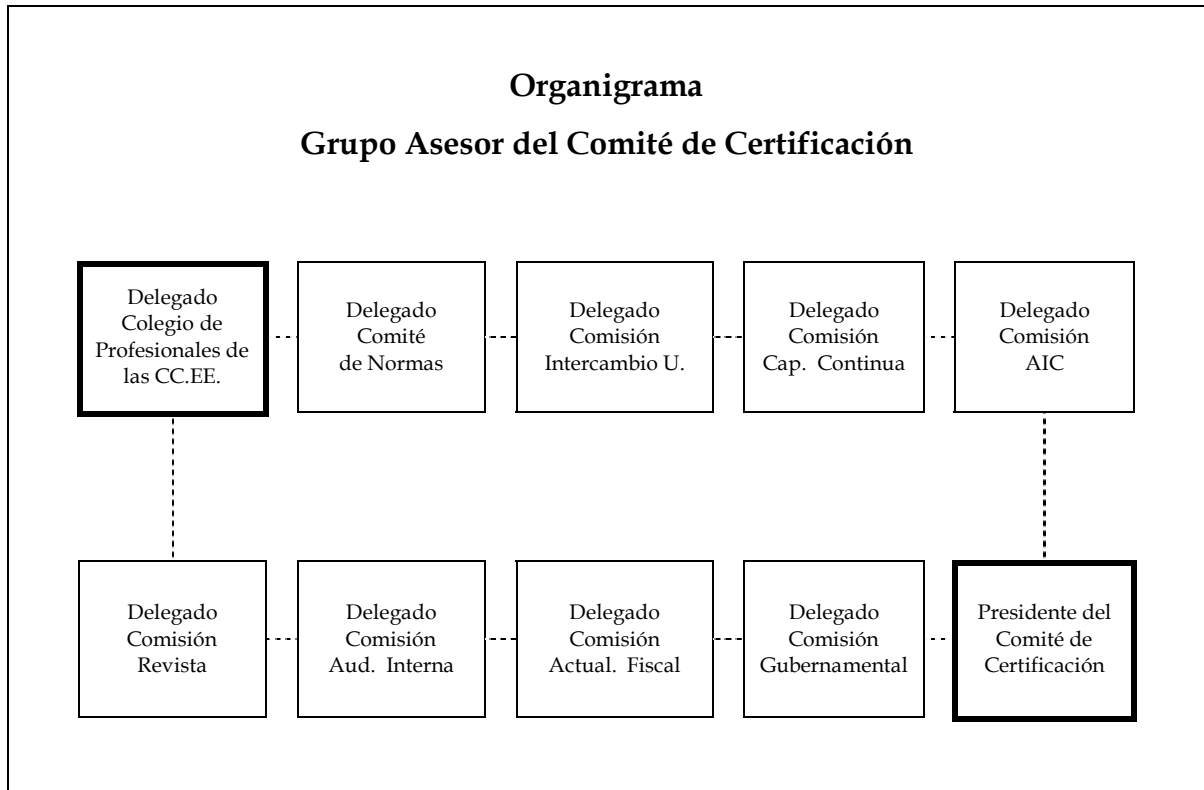 Organigrama
Grupo Asesor del Comité de Certificación
Delegado
Colegio de
Profesionales de
las CC.EE.
Delegado
Comité
de Normas
Delegado
Comisión
Intercambio U.
Delegado
Comisión
Cap. Continua
Delegado
Comisión
AIC
Delegado
Comisión
Revista
Delegado
Comisión
Aud. Interna
Delegado
Comisión
Actual. Fiscal
Delegado
Comisión
Gubernamental
Presidente del
Comité de
Certificación